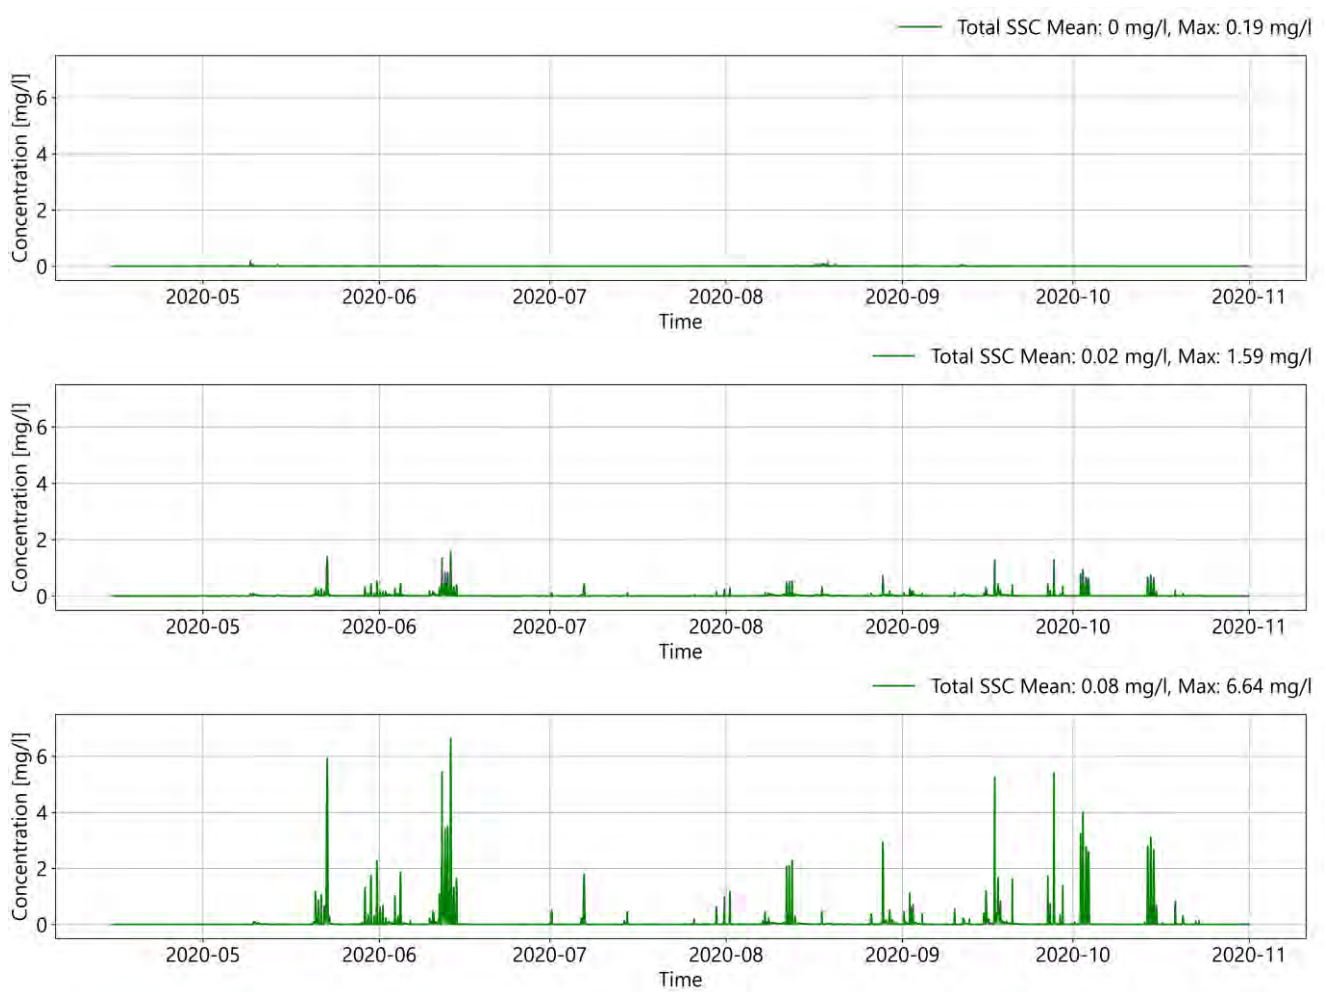 Total SSC Mean: 0 mg/l, Max: 0.19 mg/l
Concentration [mg/l]
6
4
2
0
2020-05 2020-06 2020-07 2020-08 2020-09 2020-10 2020-11
Time
Total SSC Mean: 0.02 mg/l, Max: 1.59 mg/l
Concentration [mg/l]
6
4
2
0
2020-05 2020-06 2020-07 2020-08 2020-09 2020-10 2020-11
Time
Total SSC Mean: 0.08 mg/l, Max: 6.64 mg/l
Concentration [mg/l]
6
4
2
0
2020-05 2020-06 2020-07 2020-08 2020-09 2020-10 2020-11
Time